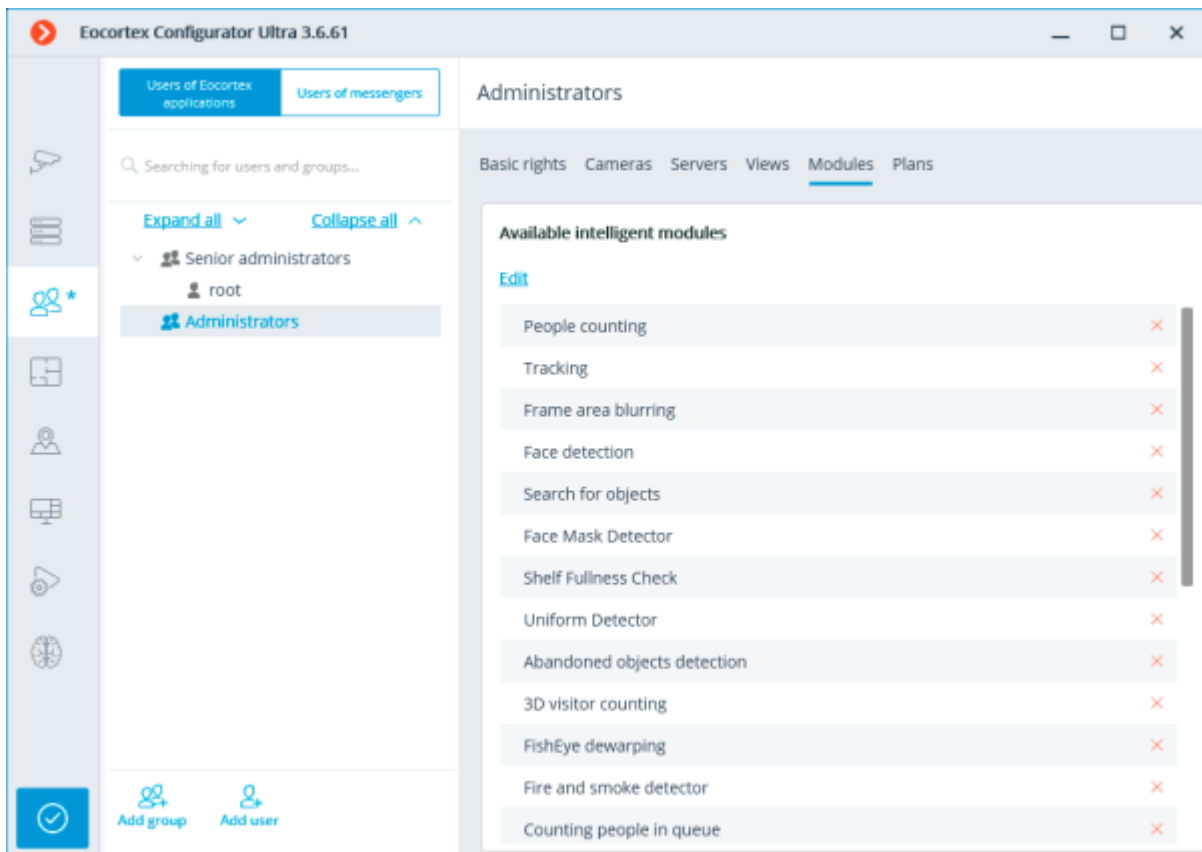 Eocortex Configurator Ultra 3.6.61
Users of Eocortex
applications
Users of messengers
Searching for users and groups...
Expand all
Collapse all
Senior administrators
root
Administrators
Add group
Add user
Administrators
Basic rights Cameras Servers Views Modules Plans
Available intelligent modules
Edit
People counting
Tracking
Frame area blurring
Face detection
Search for objects
Face Mask Detector
Shelf Fullness Check
Uniform Detector
Abandoned objects detection
3D visitor counting
FishEye dewarping
Fire and smoke detector
Counting people in queue